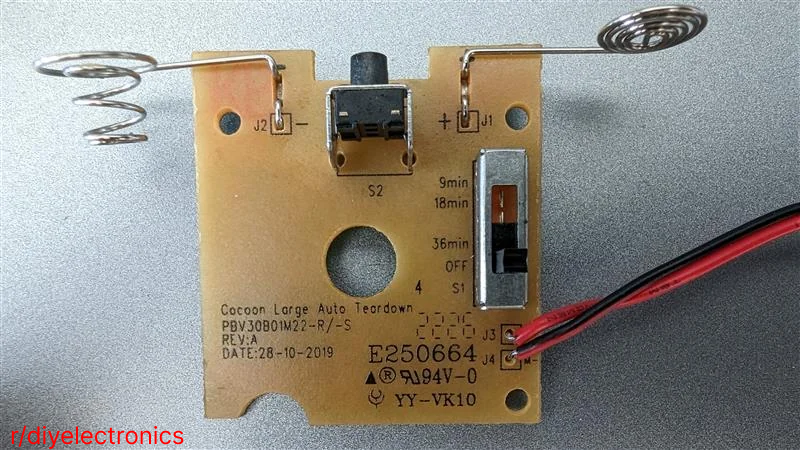 J2 − + J1
S2
9min
18min
36min
OFF
4 S1
Cocoon Large Auto Teardown
PBV30B01M22-R/-S
REV:A
DATE:28-10-2019
J3
E250664
J4 M-
94V-0
YY-VK10
r/diyelectronics